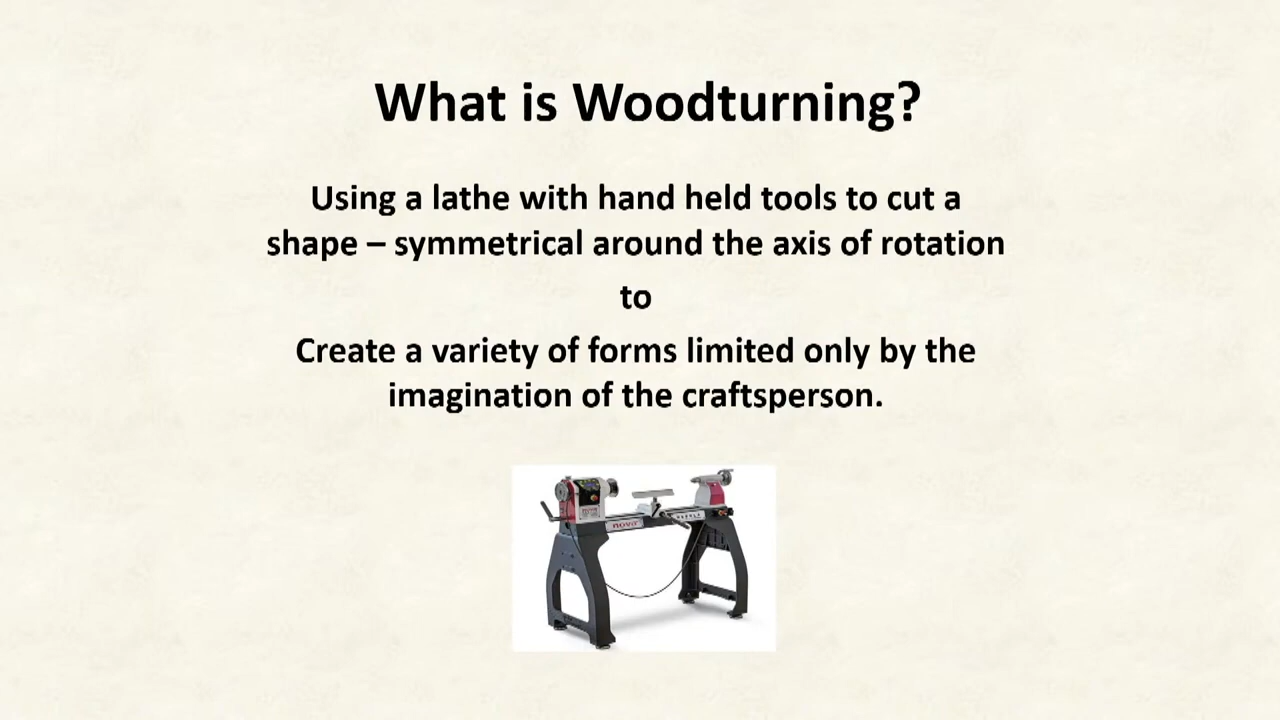 What is Woodturning?
Using a lathe with hand held tools to cut a
shape – symmetrical around the axis of rotation
to
Create a variety of forms limited only by the
imagination of the craftsperson.
nova